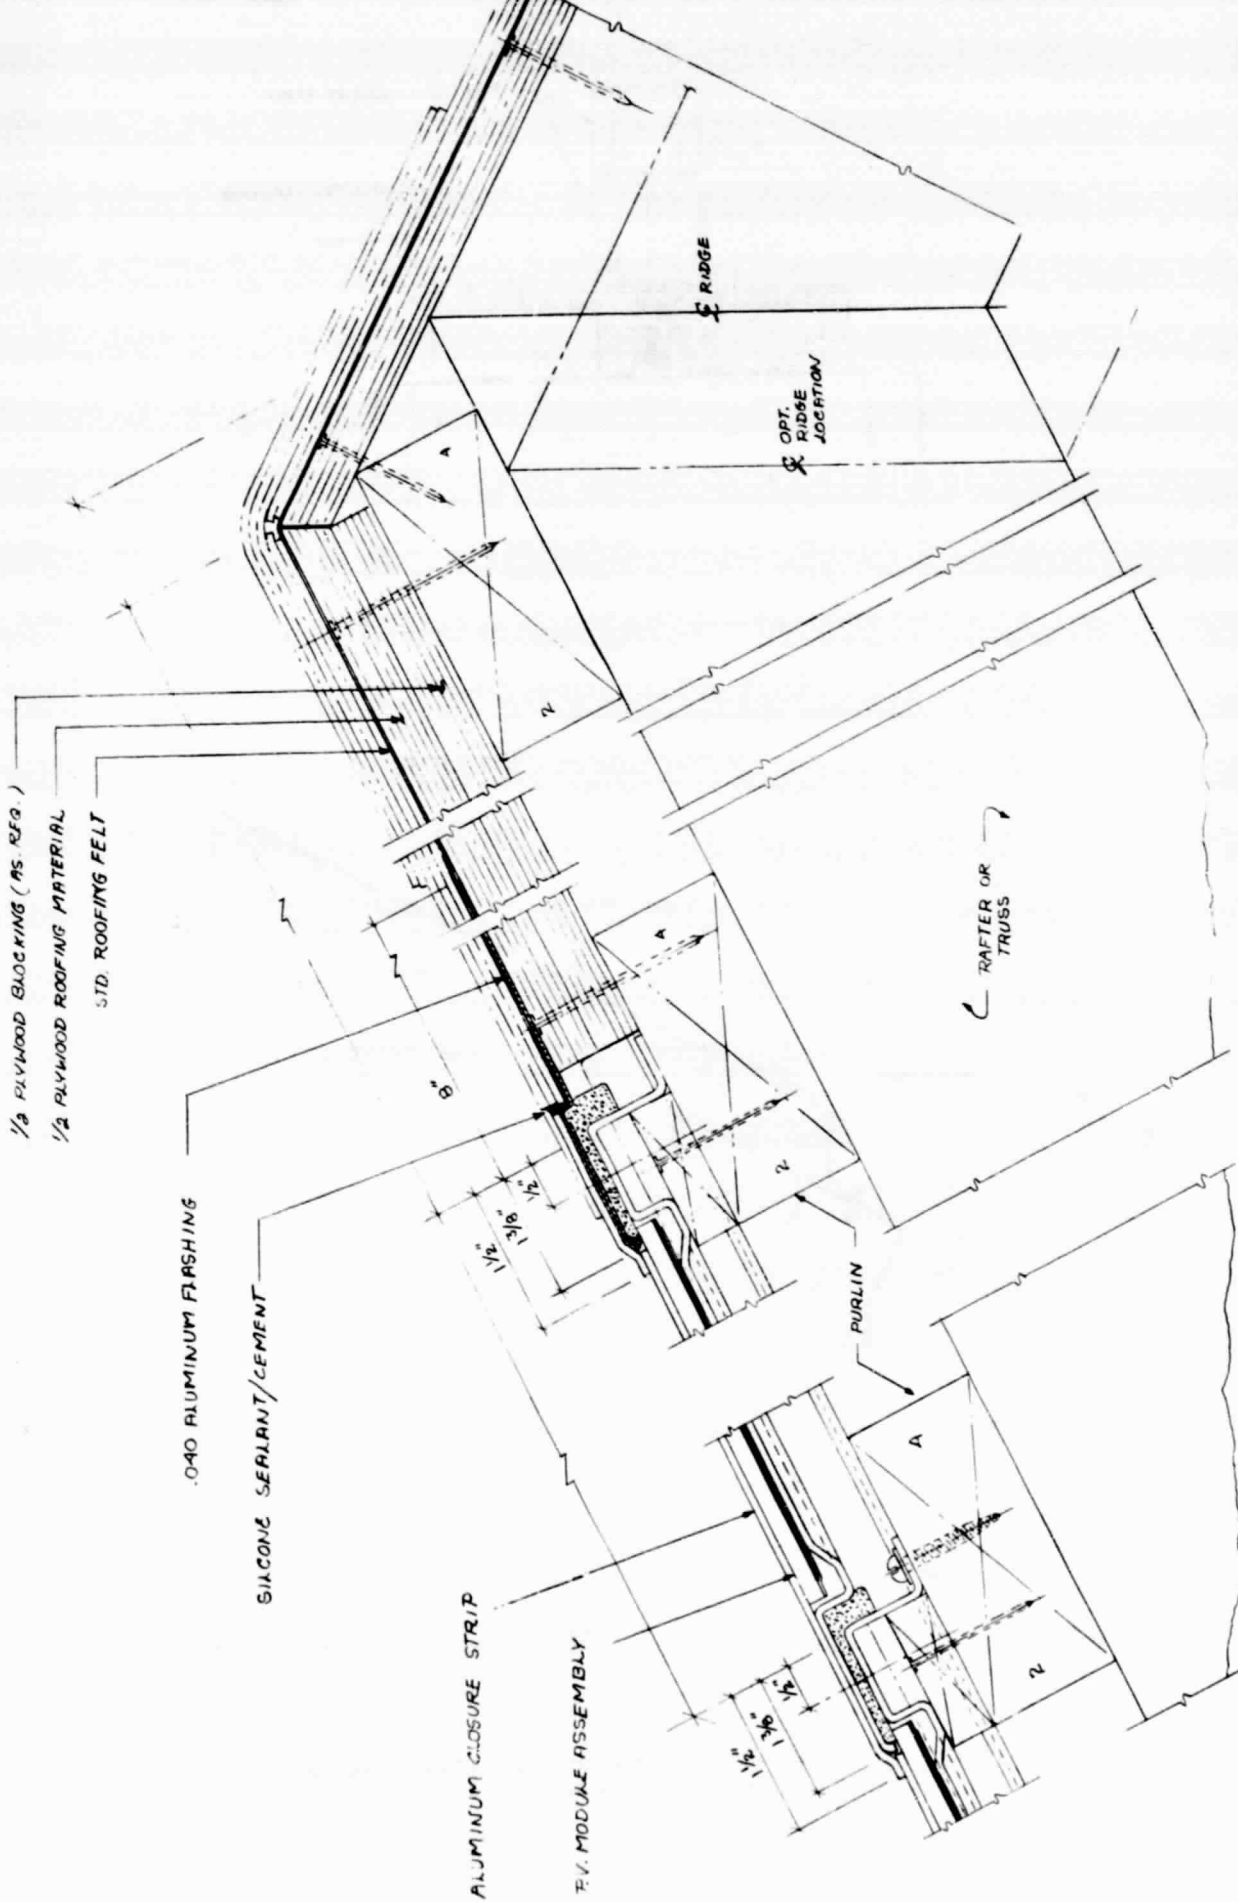 1/2 PLYWOOD BLOCKING (AS REQ.)
1/2 PLYWOOD ROOFING MATERIAL
STD. ROOFING FELT
.040 ALUMINUM FLASHING
SILICONE SEALANT/CEMENT
ALUMINUM CLOSURE STRIP
P.V. MODULE ASSEMBLY
8"
1/2"
1 3/8"
1 1/2"
1/2"
1 3/8"
1 1/2"
A
2
A
2
A
2
PURLIN
RAFTER OR
TRUSS
℄ RIDGE
℄ OPT.
RIDGE
LOCATION